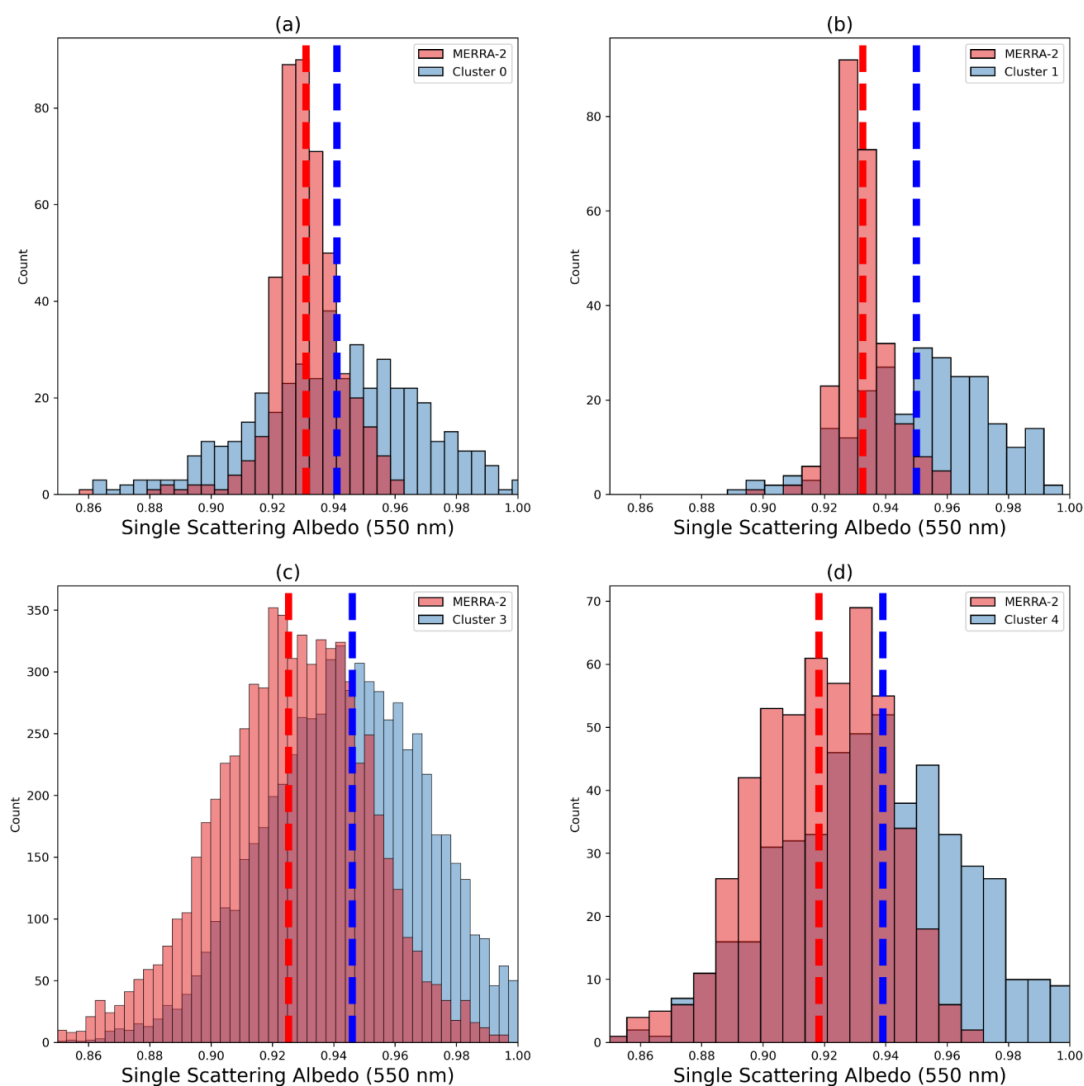 (a)
MERRA-2
Cluster 0
Count
80
60
40
20
0
0.86 0.88 0.90 0.92 0.94 0.96 0.98 1.00
Single Scattering Albedo (550 nm)
(b)
MERRA-2
Cluster 1
Count
80
60
40
20
0
0.86 0.88 0.90 0.92 0.94 0.96 0.98 1.00
Single Scattering Albedo (550 nm)
(c)
MERRA-2
Cluster 3
Count
350
300
250
200
150
100
50
0
0.86 0.88 0.90 0.92 0.94 0.96 0.98 1.00
Single Scattering Albedo (550 nm)
(d)
MERRA-2
Cluster 4
Count
70
60
50
40
30
20
10
0
0.86 0.88 0.90 0.92 0.94 0.96 0.98 1.00
Single Scattering Albedo (550 nm)